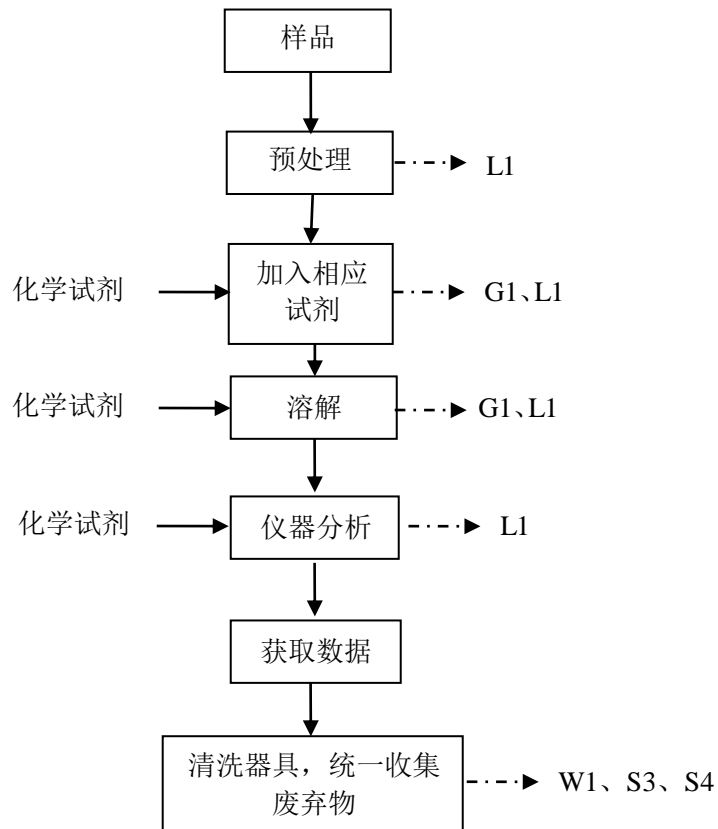 样品
预处理
L1
化学试剂
加入相应
试剂
G1、L1
化学试剂
溶解
G1、L1
化学试剂
仪器分析
L1
获取数据
清洗器具，统一收集
废弃物
W1、S3、S4